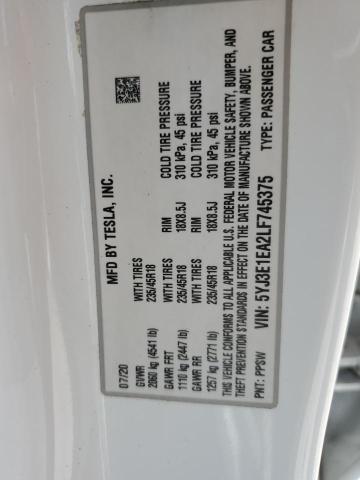 MFD BY TESLA, INC.
07/20
GVWR
2060 kg (4541 lb)
GAWR FRT
1110 kg (2447 lb)
GAWR RR
1257 kg (2771 lb)
WITH TIRES
235/45R18
WITH TIRES
235/45R18
WITH TIRES
235/45R18
RIM
18X8.5J
RIM
18X8.5J
COLD TIRE PRESSURE
310 kPa, 45 psi
COLD TIRE PRESSURE
310 kPa, 45 psi
THIS VEHICLE CONFORMS TO ALL APPLICABLE U.S. FEDERAL MOTOR VEHICLE SAFETY, BUMPER, AND
THEFT PREVENTION STANDARDS IN EFFECT ON THE DATE OF MANUFACTURE SHOWN ABOVE.
VIN: 5YJ3E1EA2LF745375
PNT: PPSW
TYPE: PASSENGER CAR